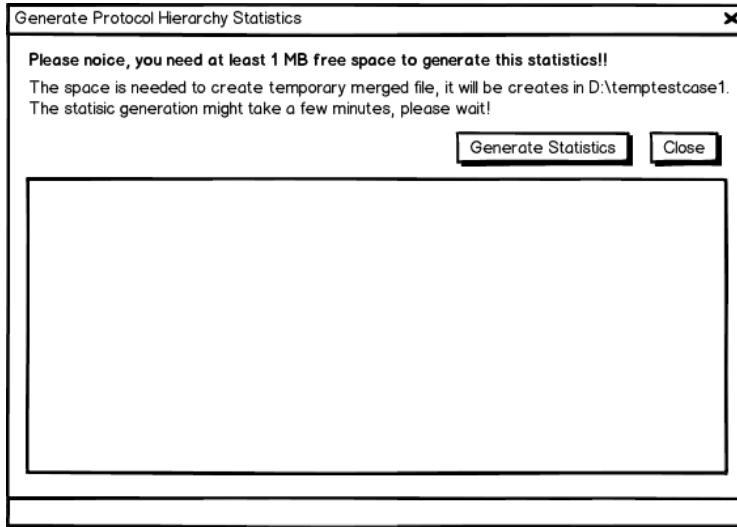 Generate Protocol Hierarchy Statistics
Please noice, you need at least 1 MB free space to generate this statistics!!
The space is needed to create temporary merged file, it will be creates in D:\temptestcase1.
The statisic generation might take a few minutes, please wait!
Generate Statistics Close